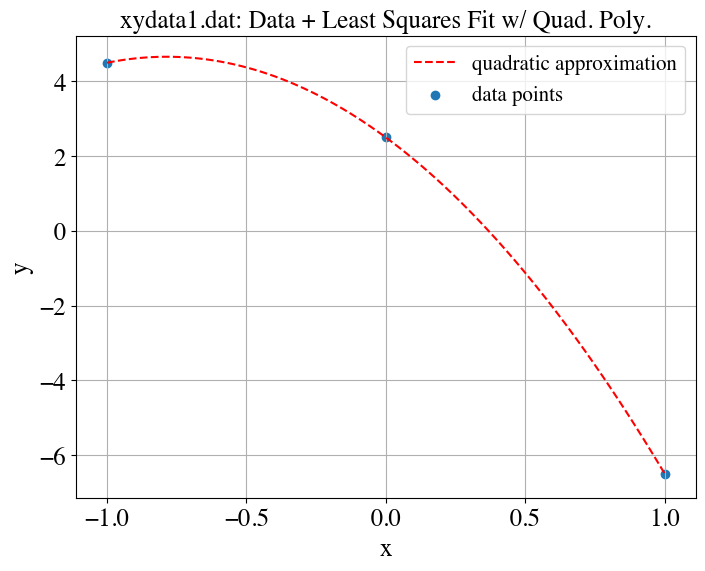 xydata1.dat: Data + Least Squares Fit w/ Quad. Poly.
quadratic approximation
data points
4
2
0
−2
−4
−6
y
−1.0 −0.5 0.0 0.5 1.0
x